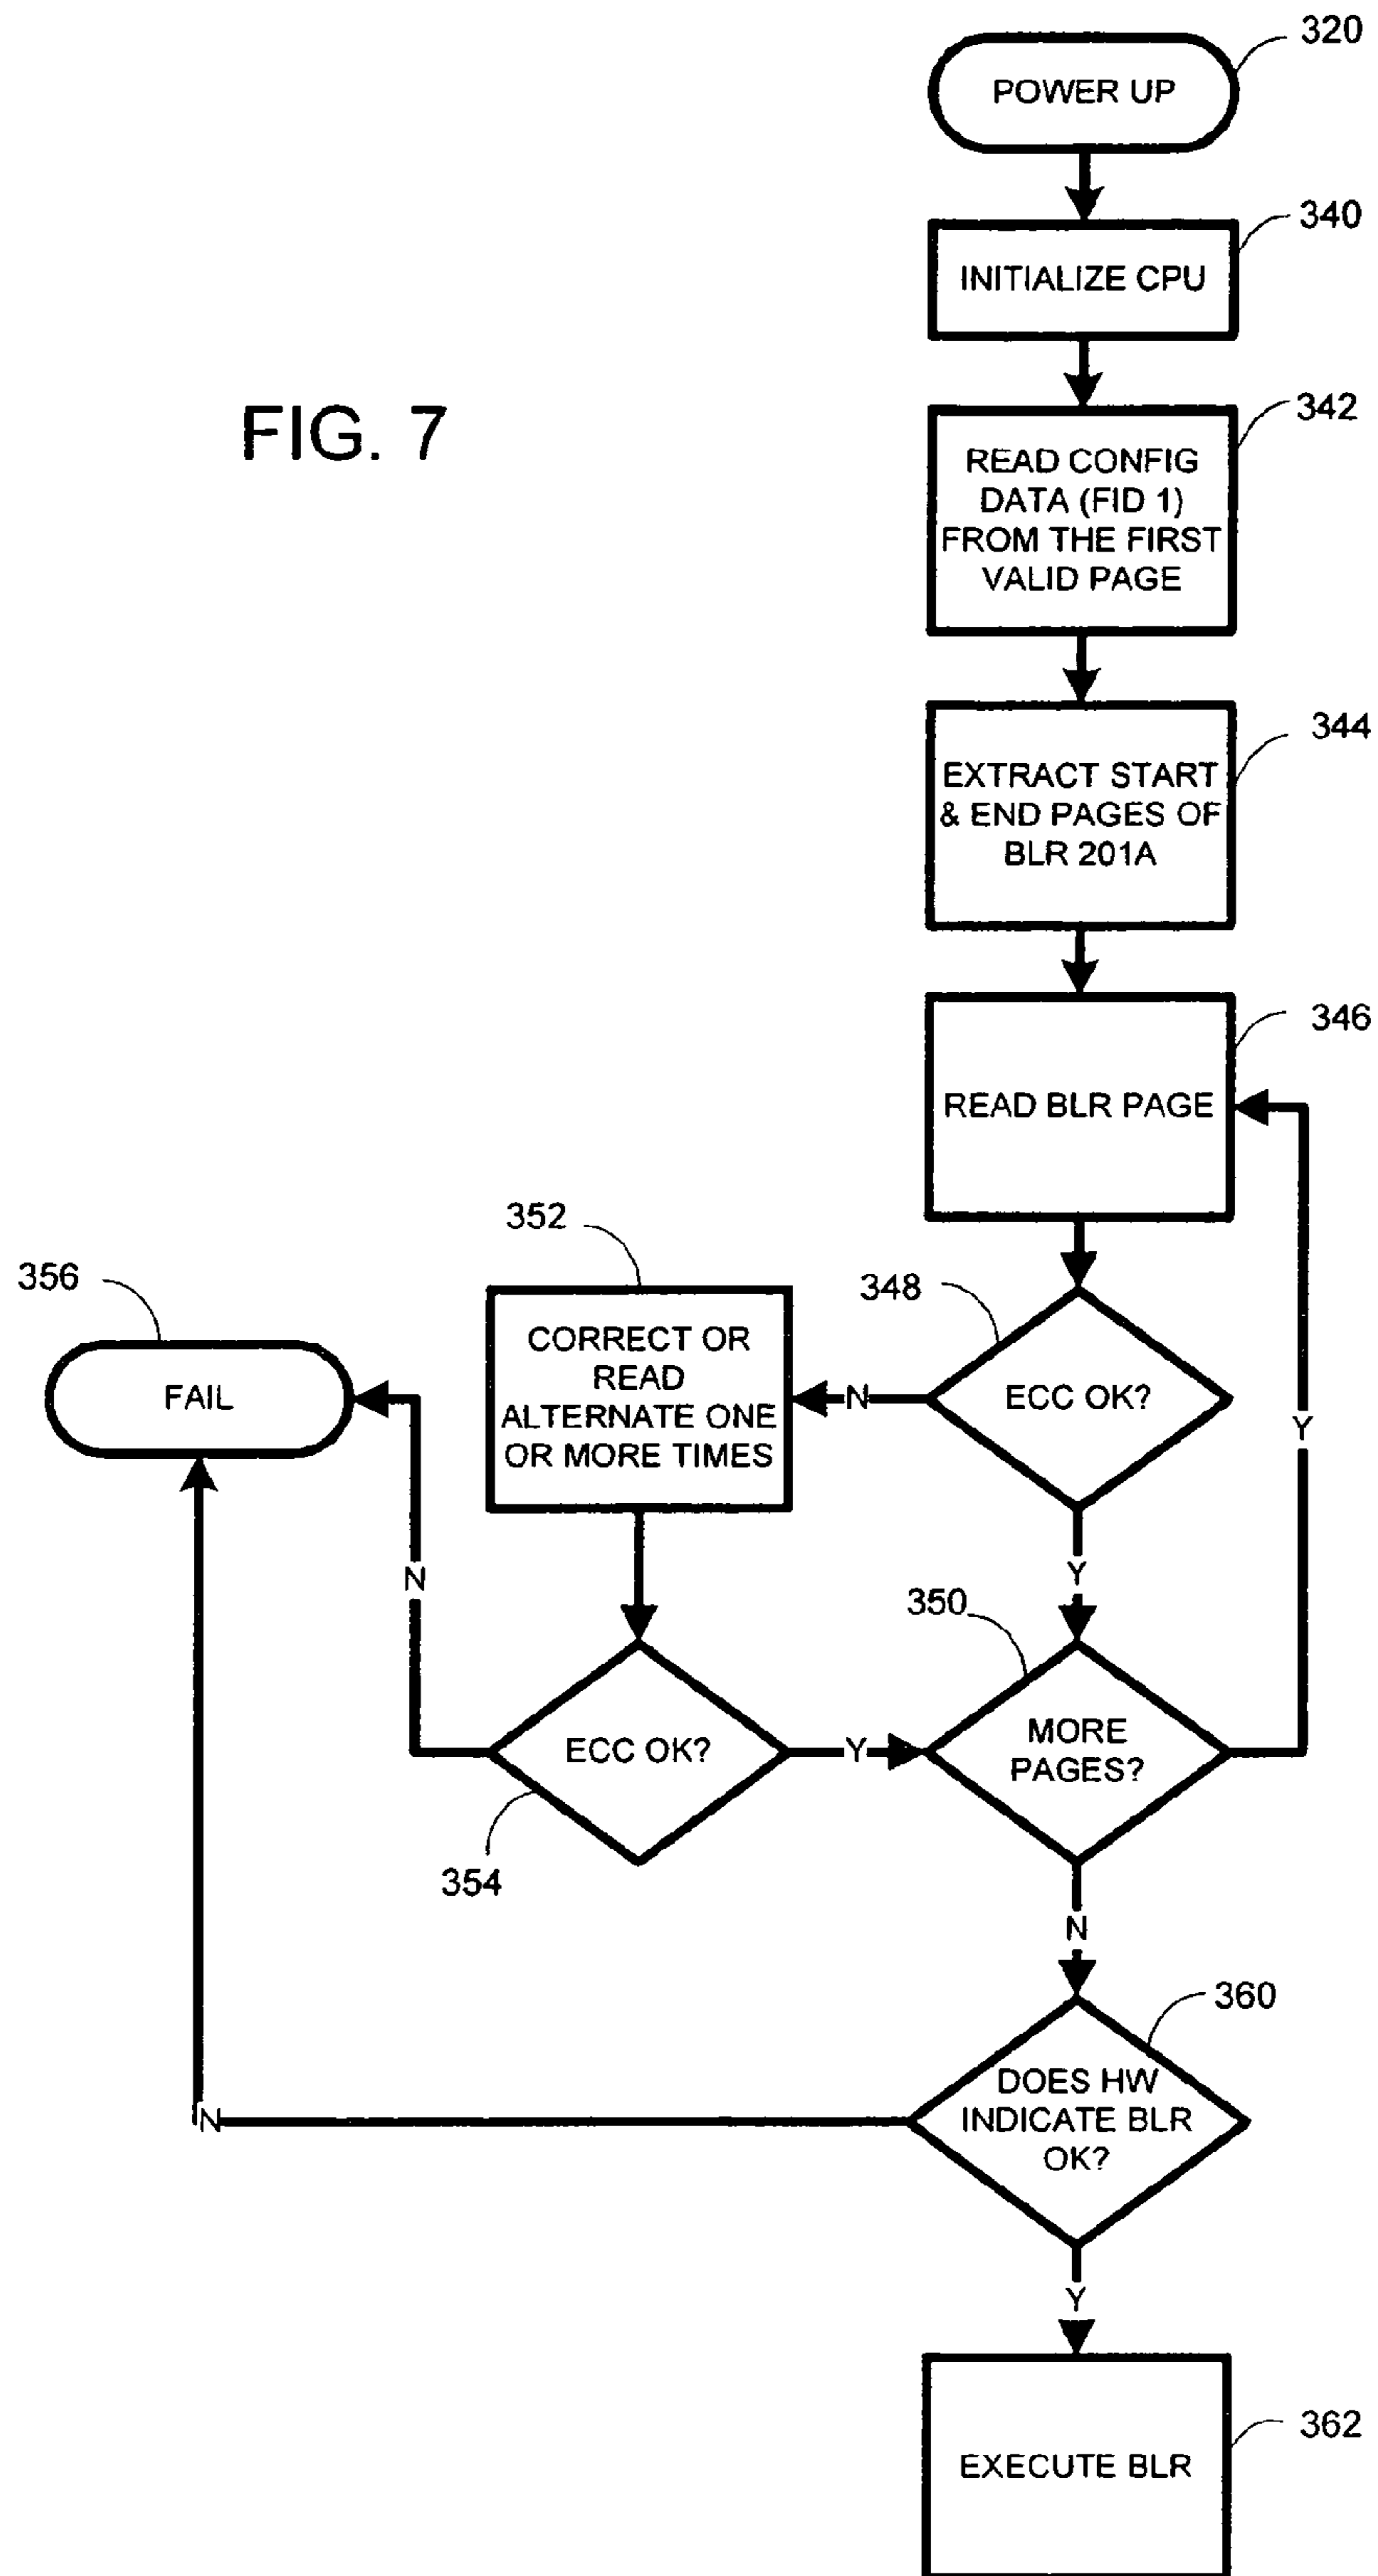 320
POWER UP
340
INITIALIZE CPU
FIG. 7
342
READ CONFIG
DATA (FID 1)
FROM THE FIRST
VALID PAGE
344
EXTRACT START
& END PAGES OF
BLR 201A
346
READ BLR PAGE
352
356
348
CORRECT OR
READ
ALTERNATE ONE
OR MORE TIMES
FAIL
N
ECC OK?
Y
N
Y
350
354
ECC OK?
Y
MORE
PAGES?
N
360
DOES HW
INDICATE BLR
OK?
N
Y
362
EXECUTE BLR